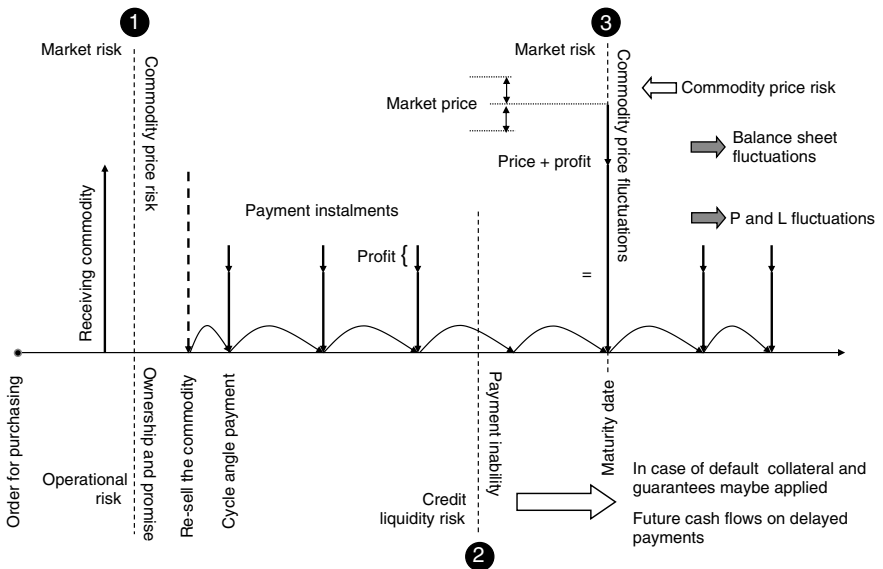 1
3
Market risk
Commodity price risk
Market risk
Commodity price fluctuations
Commodity price risk
Market price
Balance sheet
fluctuations
Price + profit
Receiving commodity
Payment instalments
P and L fluctuations
Profit {
=
Order for purchasing
Operational
risk
Ownership and promise
Re-sell the commodity
Cycle angle payment
Payment inability
Maturity date
In case of default collateral and
guarantees maybe applied
Future cash flows on delayed
payments
Credit
liquidity risk
2